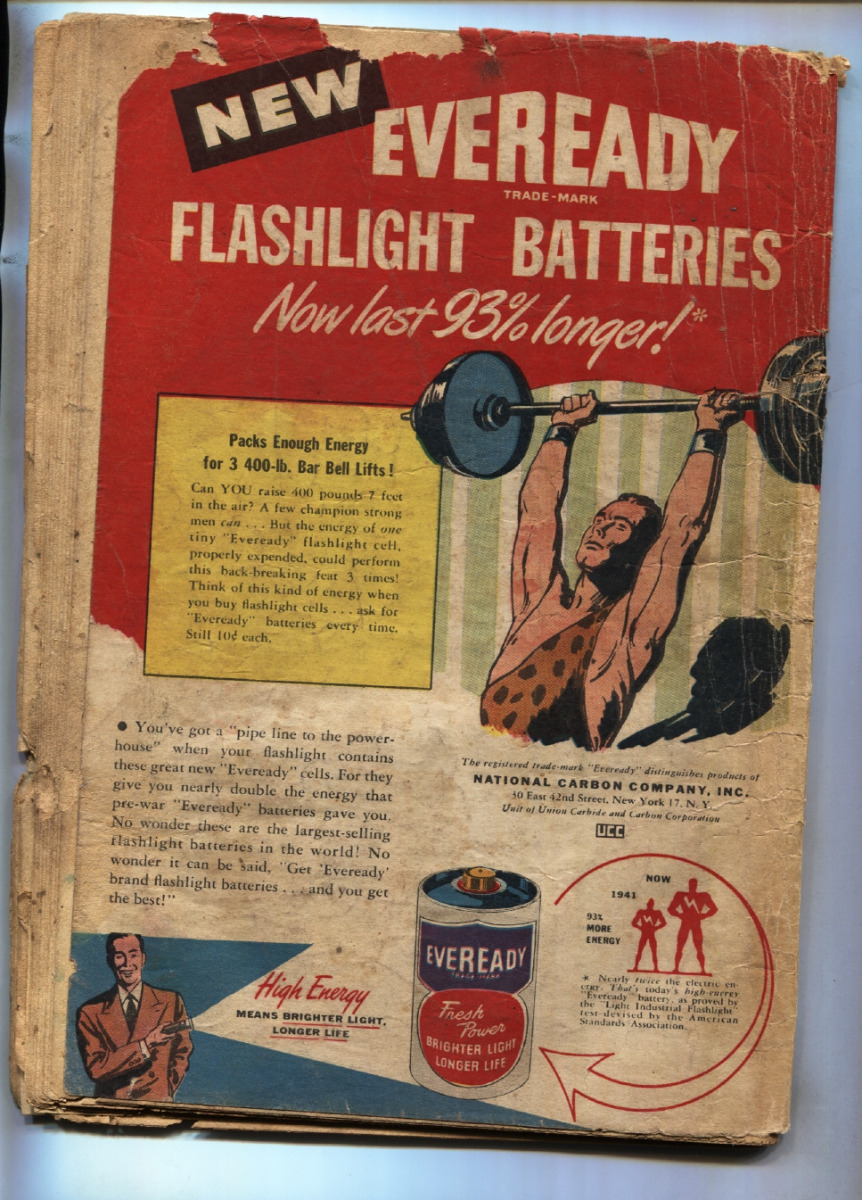 NEW
EVEREADY
TRADE-MARK
FLASHLIGHT BATTERIES
Now last 93% longer!*
Packs Enough Energy
for 3 400-lb. Bar Bell Lifts!
Can YOU raise 400 pounds 7 feet
in the air? A few champion strong
men can . . . But the energy of one
tiny "Eveready" flashlight cell,
properly expended, could perform
this back-breaking feat 3 times!
Think of this kind of energy when
you buy flashlight cells . . . ask for
"Eveready" batteries every time.
Still 10¢ each.
● You've got a "pipe line to the power-
house" when your flashlight contains
these great new "Eveready" cells. For they
give you nearly double the energy that
pre-war "Eveready" batteries gave you.
No wonder these are the largest-selling
flashlight batteries in the world! No
wonder it can be said, "Get 'Eveready'
brand flashlight batteries . . . and you get
the best!"
The registered trade-mark "Eveready" distinguishes products of
NATIONAL CARBON COMPANY, INC.
30 East 42nd Street, New York 17, N. Y.
Unit of Union Carbide and Carbon Corporation
UCC
High Energy
MEANS BRIGHTER LIGHT,
LONGER LIFE
EVEREADY
TRADE-MARK
Fresh
Power
BRIGHTER LIGHT
LONGER LIFE
NOW
1941
93%
MORE
ENERGY
* Nearly twice the electric en-
ergy. That's today's high-energy
"Eveready" battery, as proved by
the "Light Industrial Flashlight"
test devised by the American
Standards Association.